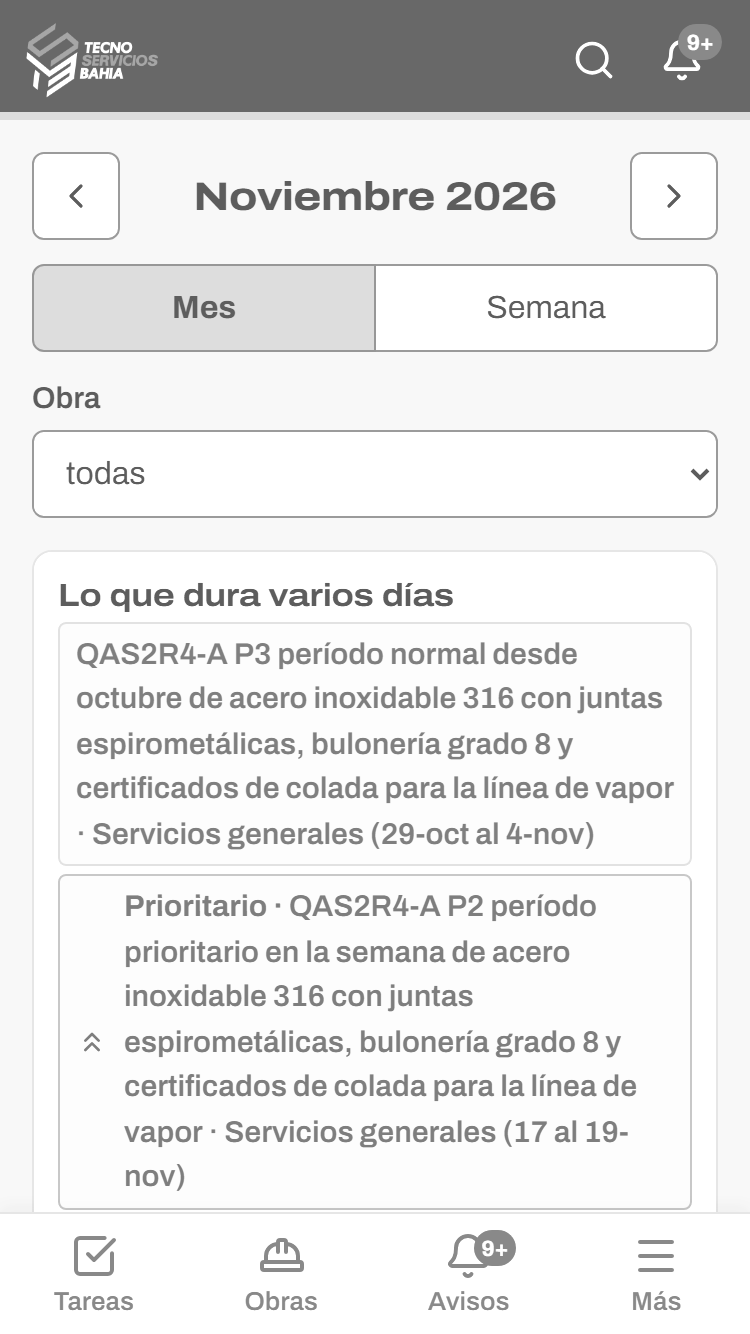 TECNO
SERVICIOS
BAHIA
9+
Noviembre 2026
Mes
Semana
Obra
todas
Lo que dura varios días
QAS2R4-A P3 período normal desde
octubre de acero inoxidable 316 con juntas
espirometálicas, bulonería grado 8 y
certificados de colada para la línea de vapor
· Servicios generales (29-oct al 4-nov)
Prioritario · QAS2R4-A P2 período
prioritario en la semana de acero
inoxidable 316 con juntas
espirometálicas, bulonería grado 8 y
certificados de colada para la línea de
vapor · Servicios generales (17 al 19-
nov)
9+
Tareas
Obras
Avisos
Más